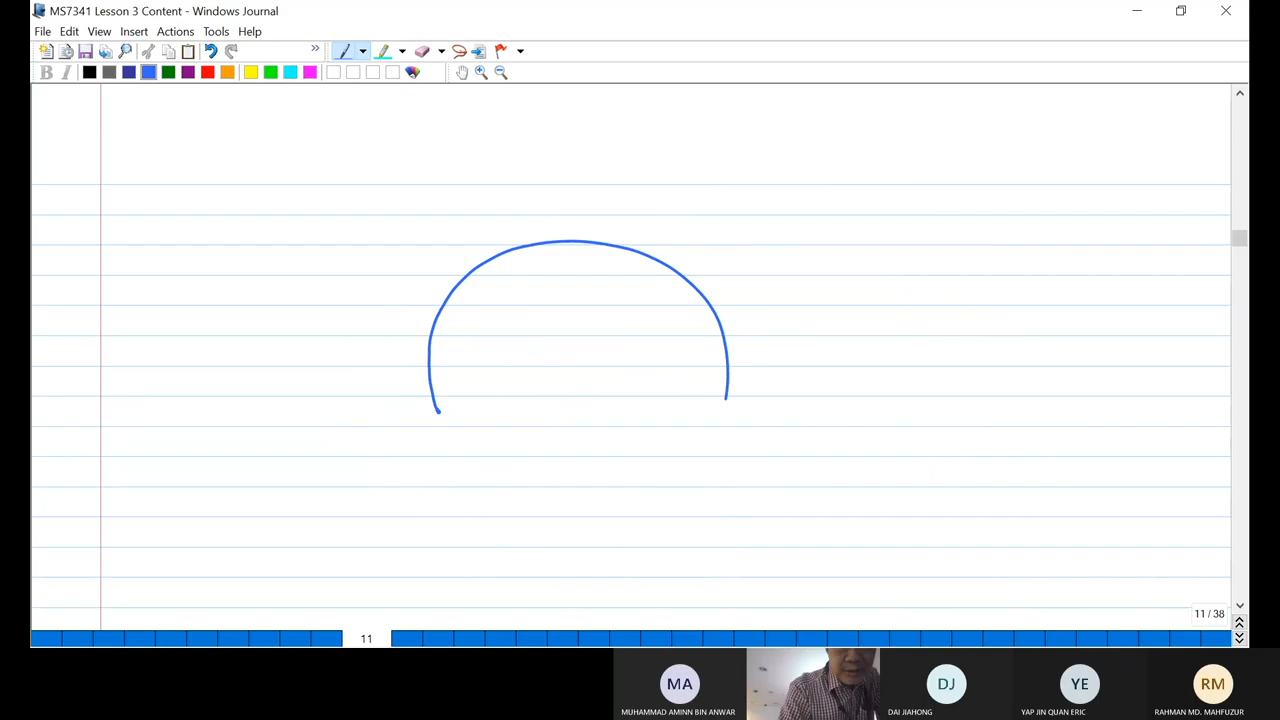 MS7341 Lesson 3 Content - Windows Journal
File Edit View Insert Actions Tools Help
B I
11 / 38
11
MA DJ YE RM
MUHAMMAD AMINN BIN ANWAR DAI JIAHONG YAP JIN QUAN ERIC RAHMAN MD. MAHFUZUR